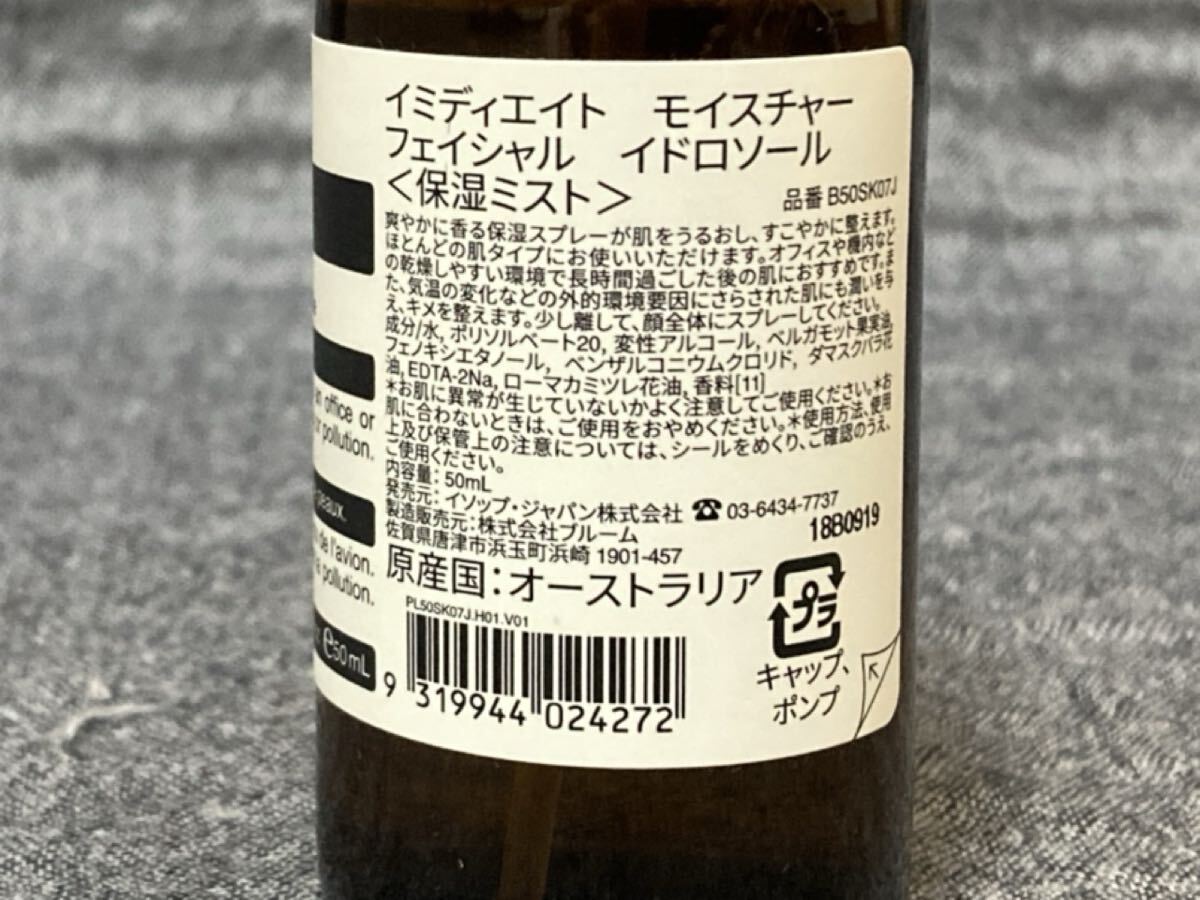 イミディエイト　モイスチャー
フェイシャル　イドロソール
＜保湿ミスト＞
品番 B50SK07J
爽やかに香る保湿スプレーが肌をうるおし、すこやかに整えます。
ほとんどの肌タイプにお使いいただけます。オフィスや機内など
の乾燥しやすい環境で長時間過ごした後の肌におすすめです。ま
た、気温の変化などの外的環境要因にさらされた肌にも潤いを与
え、キメを整えます。少し離して、顔全体にスプレーしてください。
成分/水, ポリソルベート20, 変性アルコール, ベルガモット果実油,
フェノキシエタノール, ベンザルコニウムクロリド, ダマスクバラ花
油, EDTA-2Na, ローマカミツレ花油, 香料[11]
＊お肌に異常が生じていないかよく注意してご使用ください。＊お
肌に合わないときは、ご使用をおやめください。＊使用方法、使用
上及び保管上の注意については、シールをめくり、ご確認のうえ、
ご使用ください。
内容量：50mL
発売元：イソップ・ジャパン株式会社 ☎ 03-6434-7737
製造販売元：株式会社ブルーム
佐賀県唐津市浜玉町浜崎 1901-457
18B0919
原産国：オーストラリア
PL50SK07J.H01.V01
9 319944 024272
プラ
キャップ、
ポンプ
office or
pollution.
de l'avion.
pollution.
℮50 mL